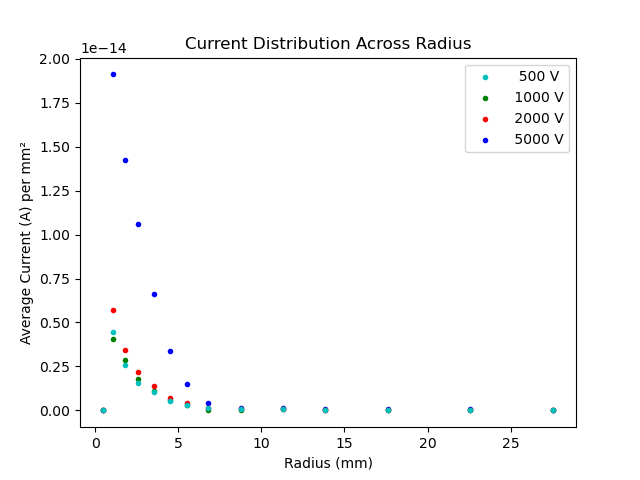 Current Distribution Across Radius
1e−14
2.00
1.75
1.50
1.25
1.00
0.75
0.50
0.25
0.00
Average Current (A) per mm²
500 V
1000 V
2000 V
5000 V
0 5 10 15 20 25
Radius (mm)